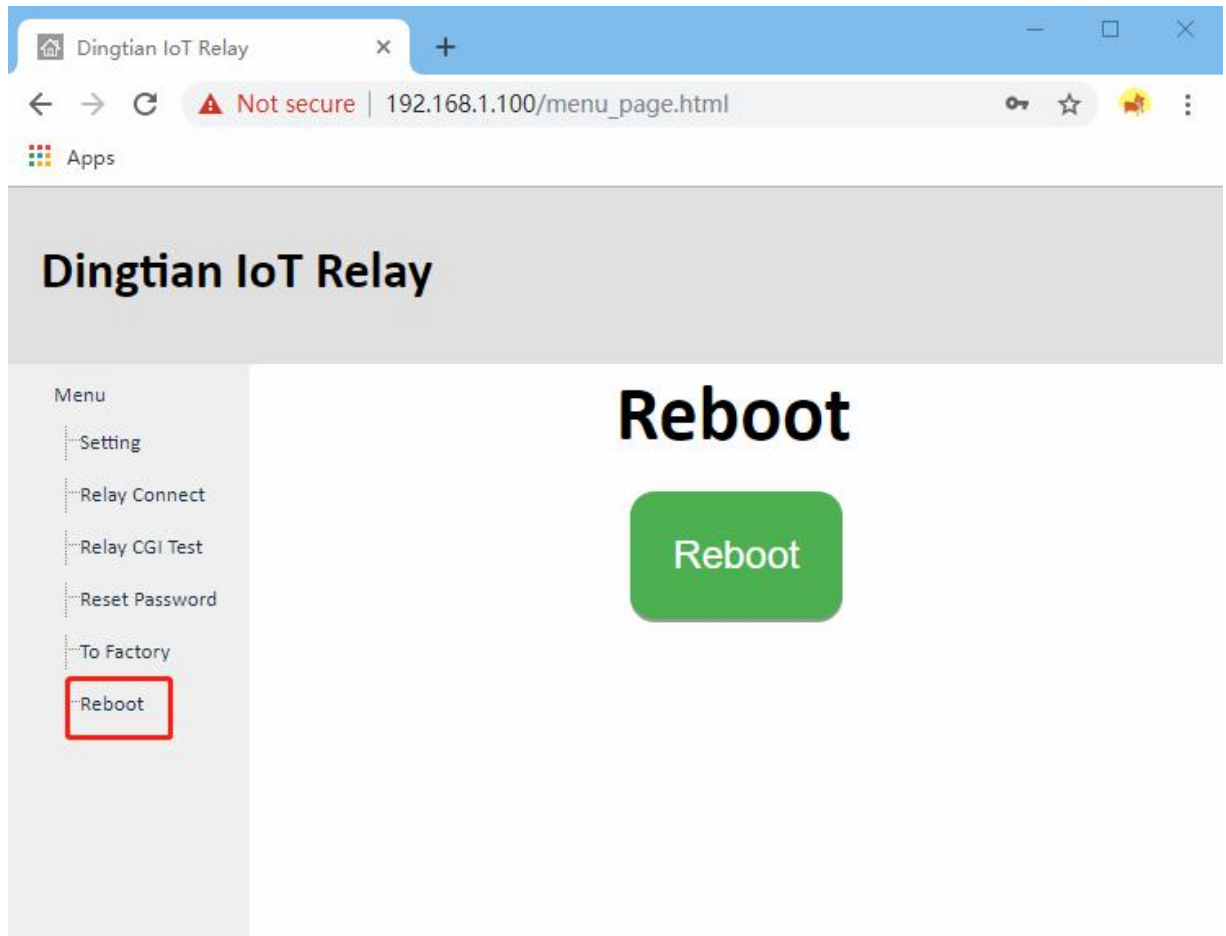 Dingtian IoT Relay
Not secure | 192.168.1.100/menu_page.html
Apps
Dingtian IoT Relay
Menu
Setting
Relay Connect
Relay CGI Test
Reset Password
To Factory
Reboot
Reboot
Reboot